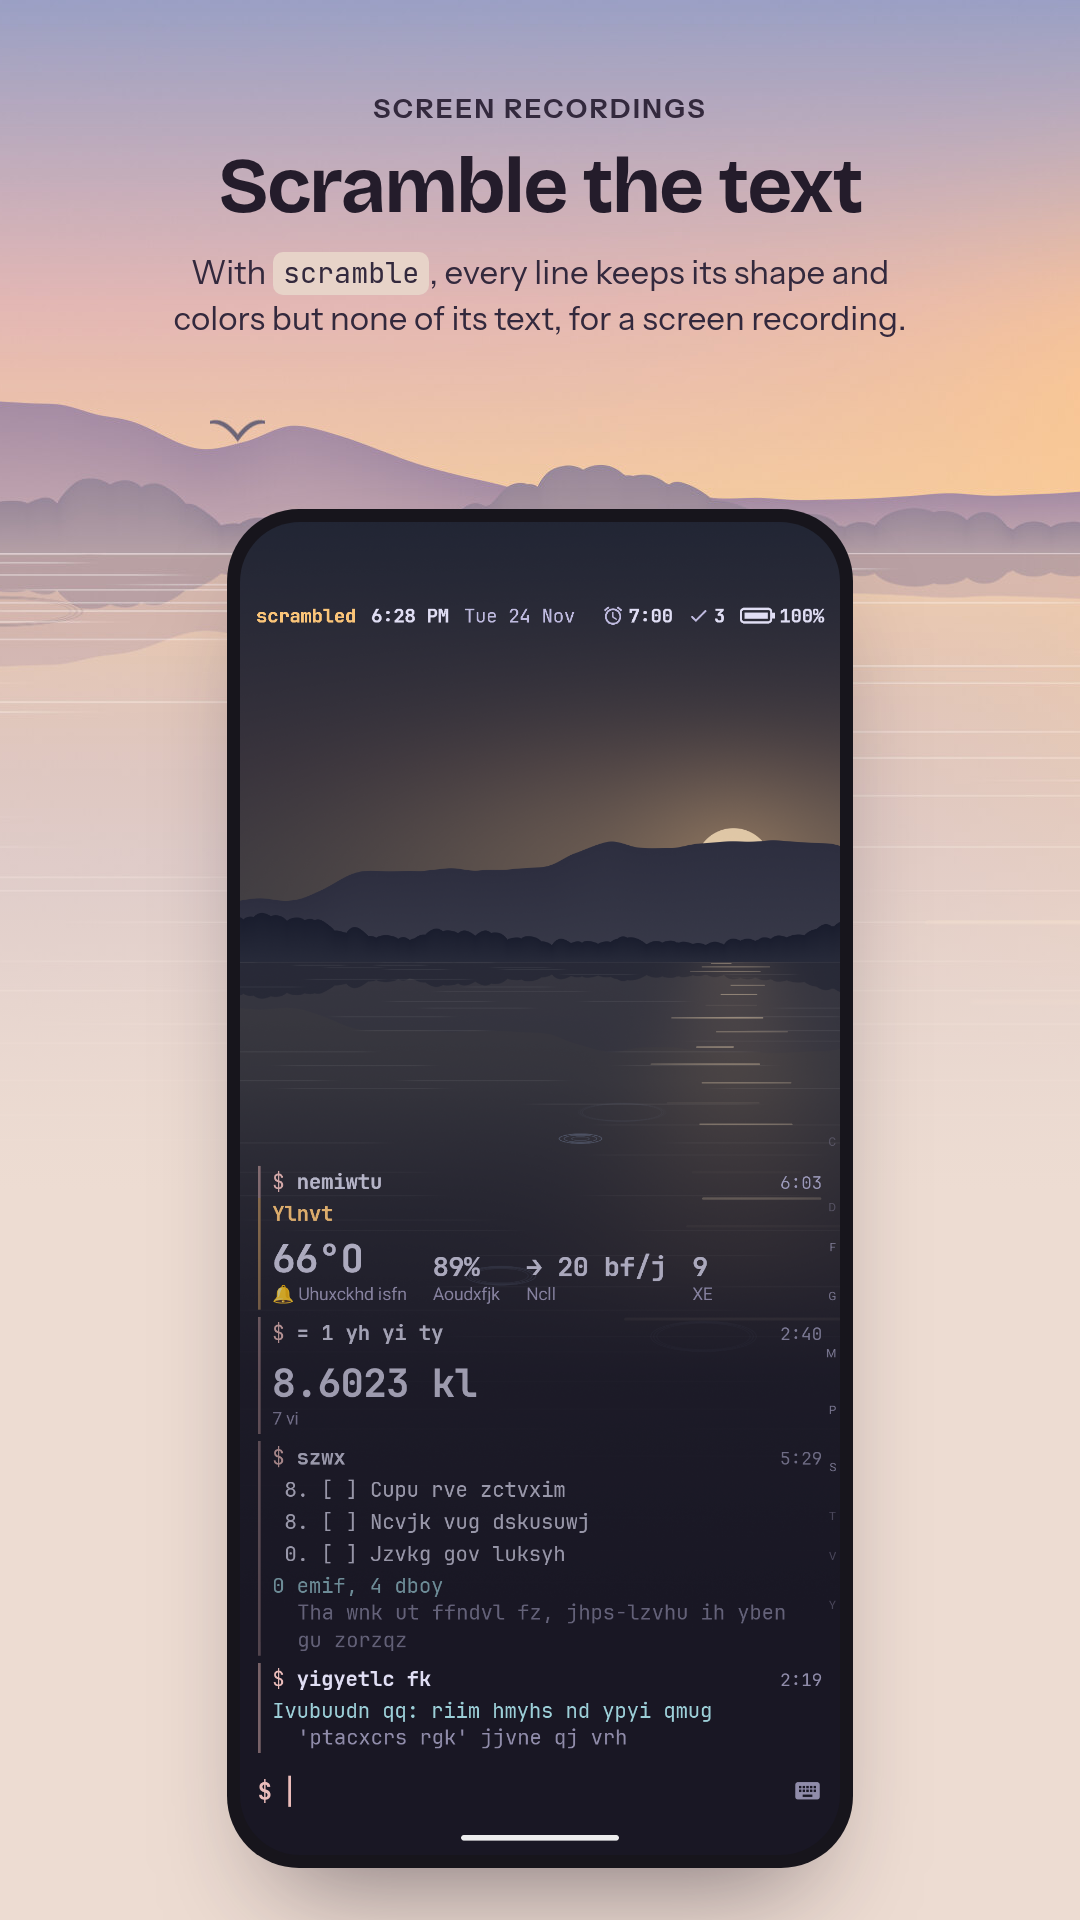 SCREEN RECORDINGS
Scramble the text
With scramble, every line keeps its shape and
colors but none of its text, for a screen recording.
scrambled 6:28 PM Tue 24 Nov 7:00 3 100%
C
$ nemiwtu 6:03
D
Ylnvt
F
66°O 89% → 20 bf/j 9
🔔 Uhuxckhd isfn Aoudxfjk Ncll XE
G
$ = 1 yh yi ty 2:40
M
8.6023 kl
P
7 vi
$ szwx 5:29
S
8. [ ] Cupu rve zctvxim
T
8. [ ] Ncvjk vug dskusuwj
V
0. [ ] Jzvkg gov luksyh
0 emif, 4 dboy
Y
Tha wnk ut ffndvl fz, jhps-lzvhu ih yben
gu zorzqz
$ yigyetlc fk 2:19
Ivubuudn qq: riim hmyhs nd ypyi qmug
'ptacxcrs rgk' jjvne qj vrh
$